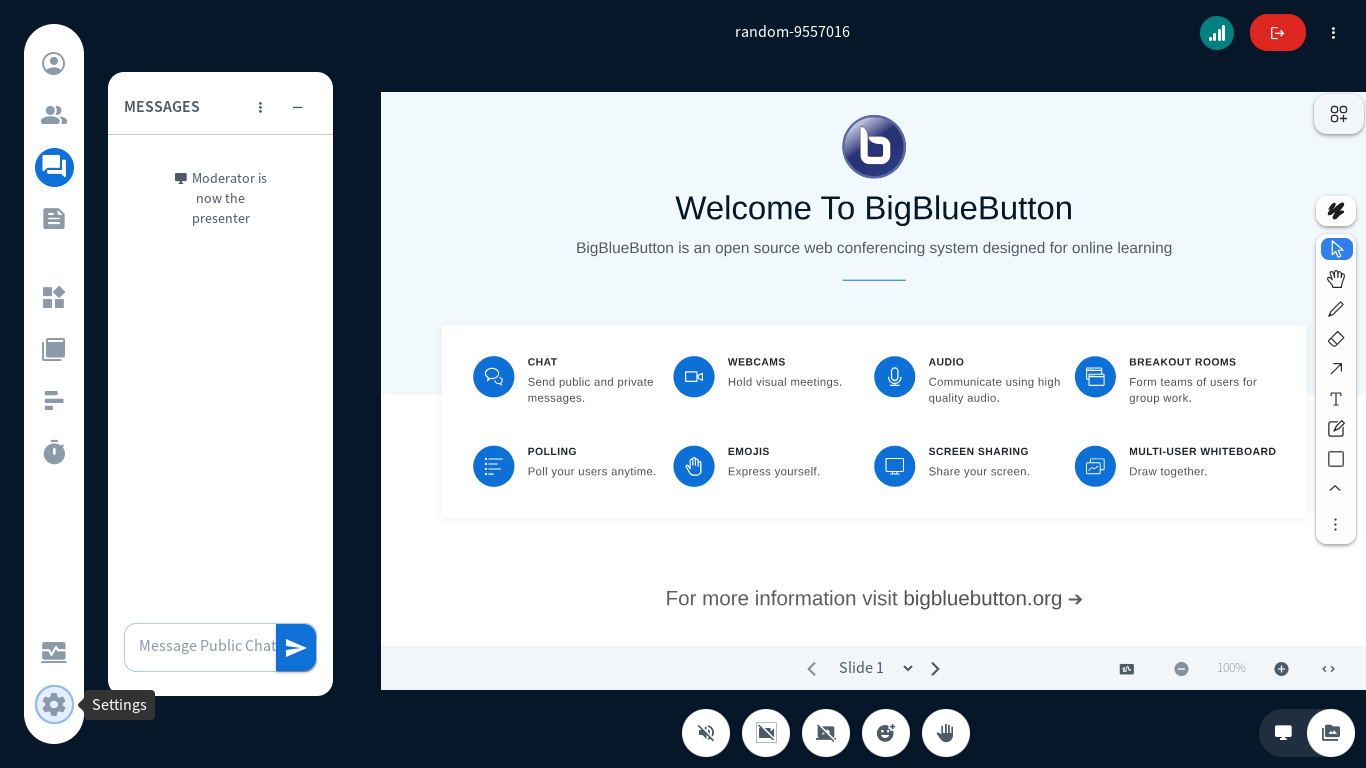 random-9557016
MESSAGES
Moderator is
now the
presenter
Message Public Chat
Settings
Welcome To BigBlueButton
BigBlueButton is an open source web conferencing system designed for online learning
CHAT
Send public and private
messages.
WEBCAMS
Hold visual meetings.
AUDIO
Communicate using high
quality audio.
BREAKOUT ROOMS
Form teams of users for
group work.
POLLING
Poll your users anytime.
EMOJIS
Express yourself.
SCREEN SHARING
Share your screen.
MULTI-USER WHITEBOARD
Draw together.
For more information visit bigbluebutton.org ➔
Slide 1
100%